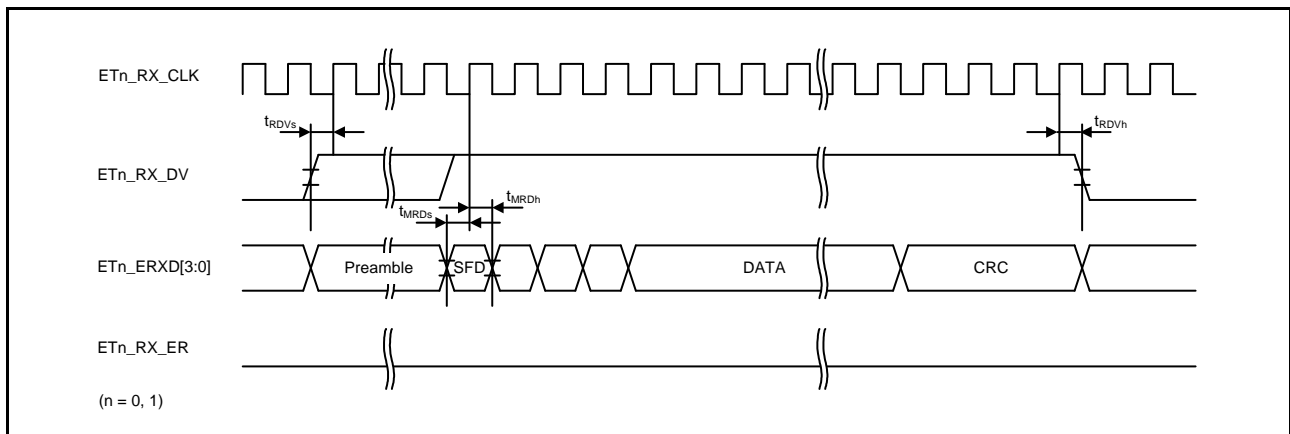 ETn_RX_CLK
tRDVs
tRDVh
ETn_RX_DV
tMRDs
tMRDh
ETn_ERXD[3:0]
Preamble
SFD
DATA
CRC
ETn_RX_ER
(n = 0, 1)